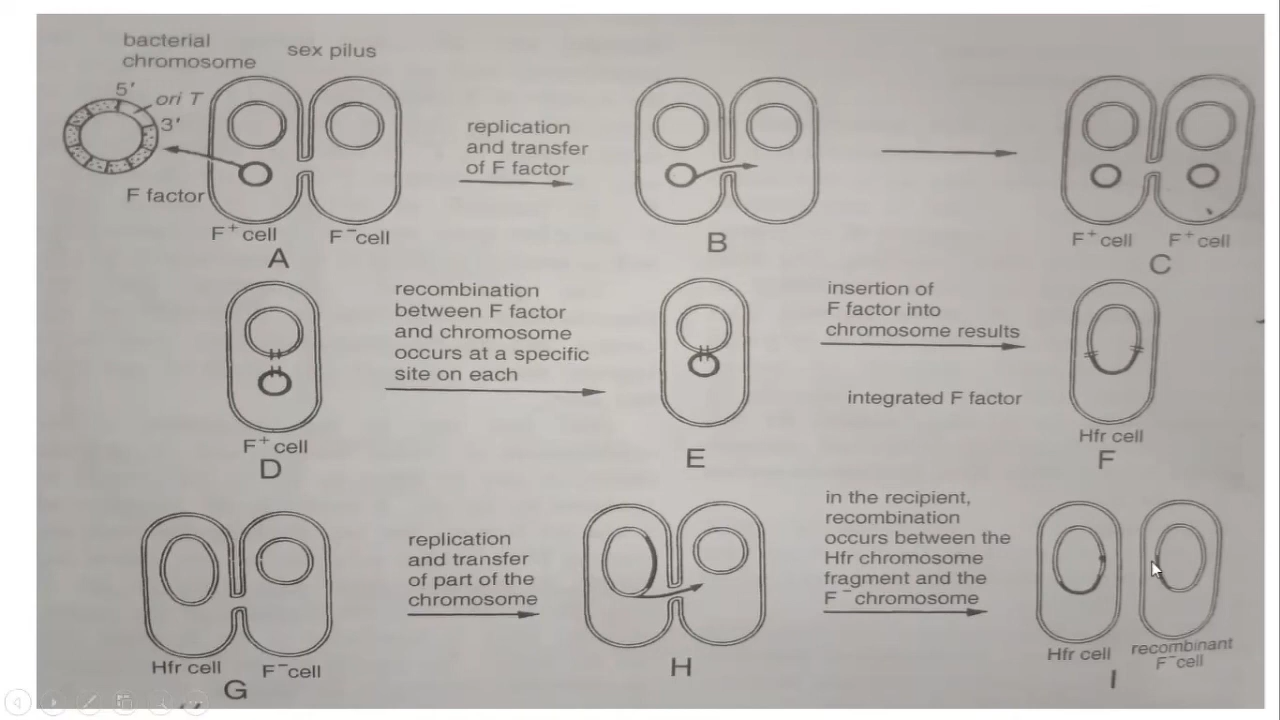 bacterial
chromosome
sex pilus
5′
ori T
3′
F factor
F⁺ cell
F⁻cell
A
replication
and transfer
of F factor
B
F⁺ cell
F⁺ cell
C
F⁺ cell
D
recombination
between F factor
and chromosome
occurs at a specific
site on each
E
insertion of
F factor into
chromosome results
integrated F factor
Hfr cell
F
Hfr cell
F⁻cell
G
replication
and transfer
of part of the
chromosome
H
in the recipient,
recombination
occurs between the
Hfr chromosome
fragment and the
F⁻chromosome
Hfr cell
recombinant
F⁻cell
I